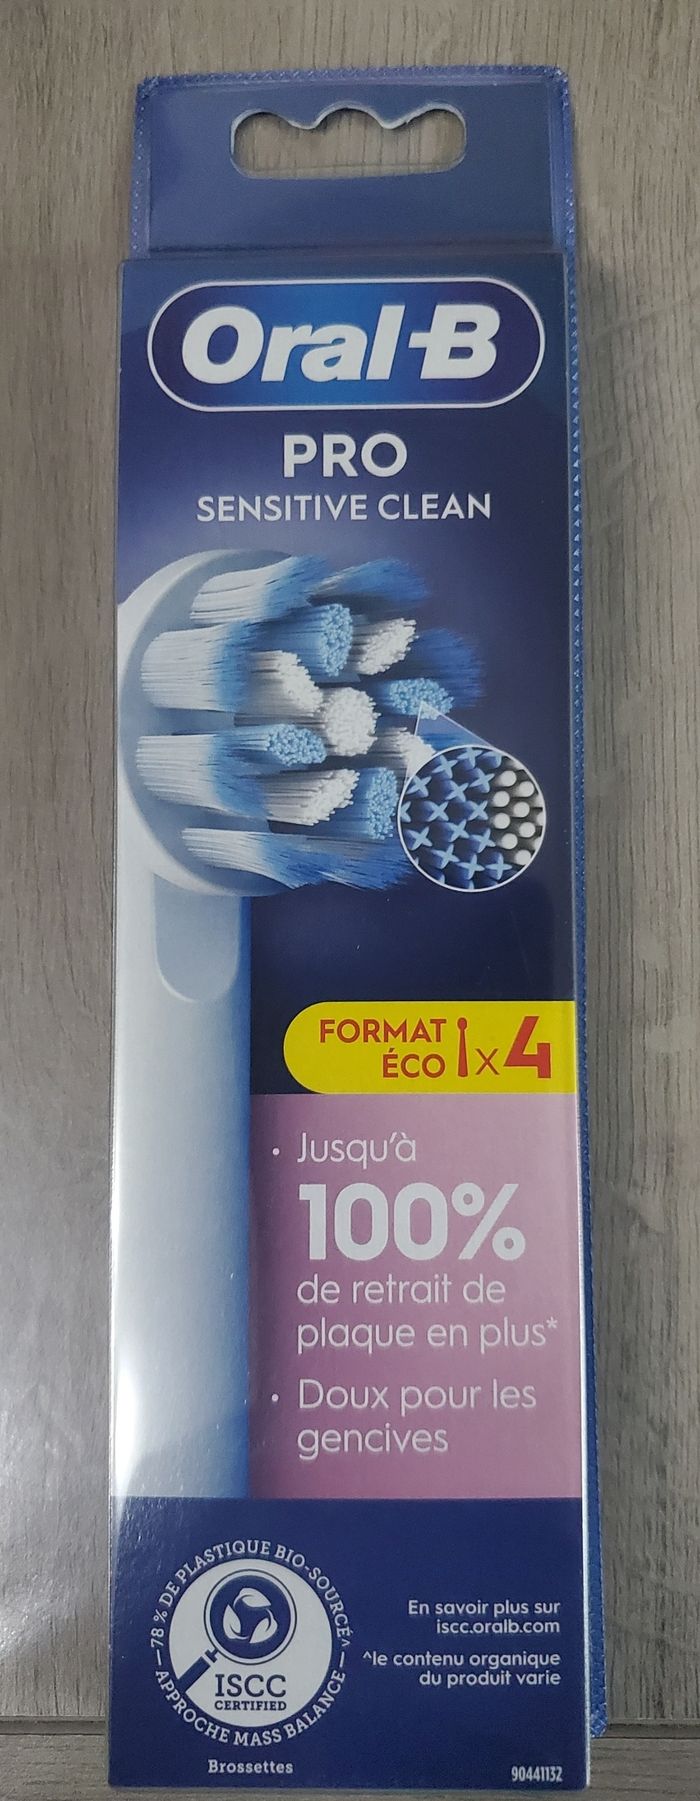 Oral-B
PRO
SENSITIVE CLEAN
FORMAT
ÉCO x4
• Jusqu'à
100%
de retrait de
plaque en plus*
• Doux pour les
gencives
— 78 % DE PLASTIQUE BIO-SOURCÉ^ —
APPROCHE MASS BALANCE
ISCC
CERTIFIED
Brossettes
En savoir plus sur
iscc.oralb.com
^le contenu organique
du produit varie
90441132